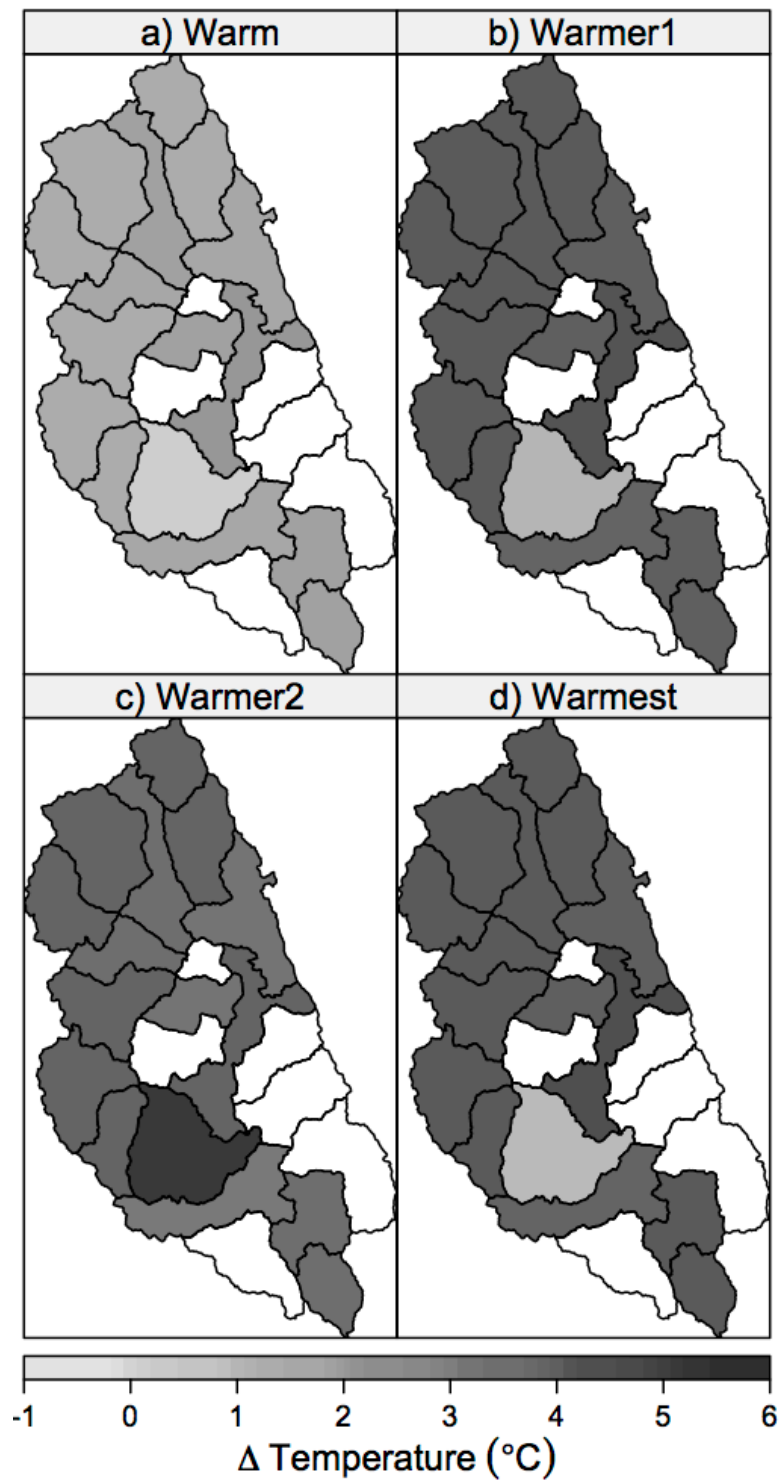 a) Warm
b) Warmer1
c) Warmer2
d) Warmest
-1 0 1 2 3 4 5 6
Δ Temperature (°C)